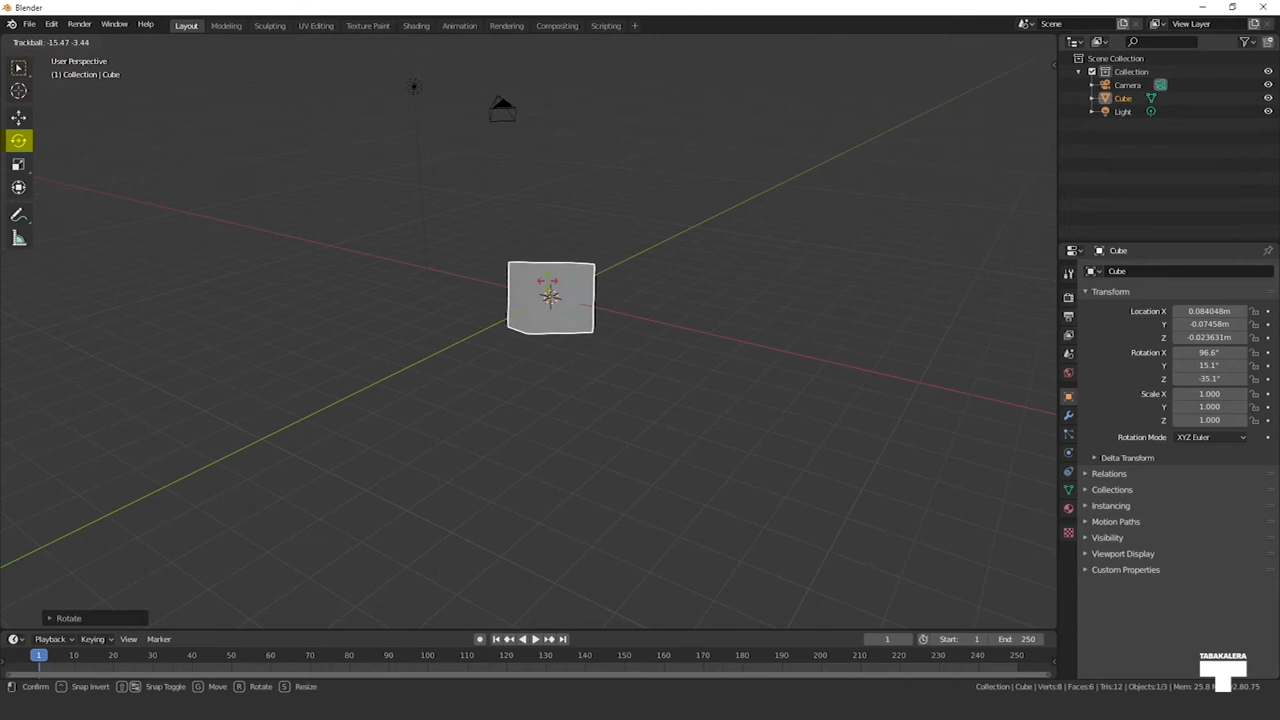 Blender
File Edit Render Window Help Layout Modeling Sculpting UV Editing Texture Paint Shading Animation Rendering Compositing Scripting + Scene View Layer
Trackball: -15.47 -3.44
User Perspective
(1) Collection | Cube
Scene Collection
Collection
Camera
Cube
Light
Cube
Cube
Transform
Location X 0.084048m
Y -0.07458m
Z -0.023631m
Rotation X 96.6°
Y 15.1°
Z -35.1°
Scale X 1.000
Y 1.000
Z 1.000
Rotation Mode XYZ Euler
Delta Transform
Relations
Collections
Instancing
Motion Paths
Visibility
Viewport Display
Custom Properties
Rotate
Playback Keying View Marker 1 Start: 1 End: 250
1 10 20 30 40 50 60 70 80 90 100 110 120 130 140 150 160 170 180 190 200 210 220 230 240 250
TABAKALERA
Confirm Snap Invert Snap Toggle G Move R Rotate S Resize Collection | Cube | Verts:8 | Faces:6 | Tris:12 | Objects:1/3 | Mem: 25.8 2.80.75